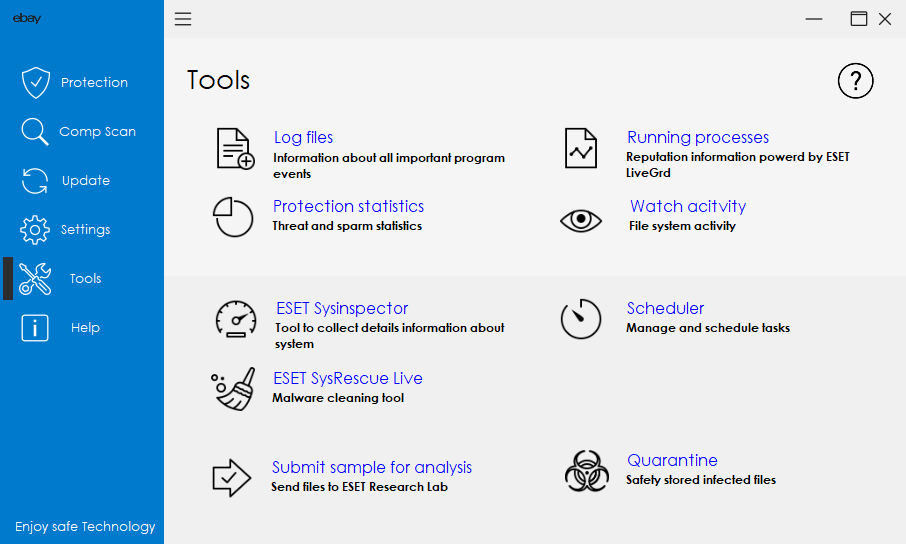 ebay
Protection
Comp Scan
Update
Settings
Tools
Help
Enjoy safe Technology
Tools
?
Log files
Information about all important program
events
Running processes
Reputation information powerd by ESET
LiveGrd
Protection statistics
Threat and sparm statistics
Watch acitvity
File system activity
ESET Sysinspector
Tool to collect details information about
system
Scheduler
Manage and schedule tasks
ESET SysRescue Live
Malware cleaning tool
Submit sample for analysis
Send files to ESET Research Lab
Quarantine
Safety stored infected files